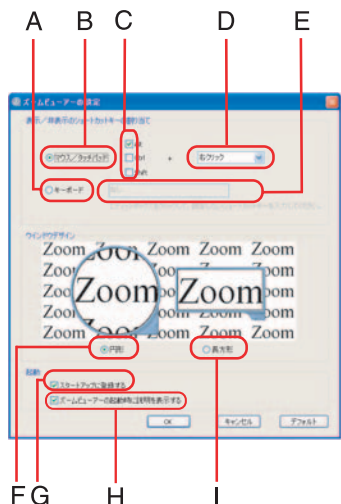 A B C D E
ズームビューアーの設定
表示/非表示のショートカットキーの割り当て
Alt
マウス/タッチパッド Ctrl + 右クリック
Shift
キーボード なし
ウインドウデザイン
Zoom Zoom Zoom Zoom Zoom
Zoom Zoom Zoom
Zoo Zoom Zoom Zoom
Zoom Zoom
Zoom Zoom Zoom Zoom
円形 長方形
起動
スタートアップに登録する
ズームビューアーの起動時に説明を表示する
OK キャンセル デフォルト
F G H I